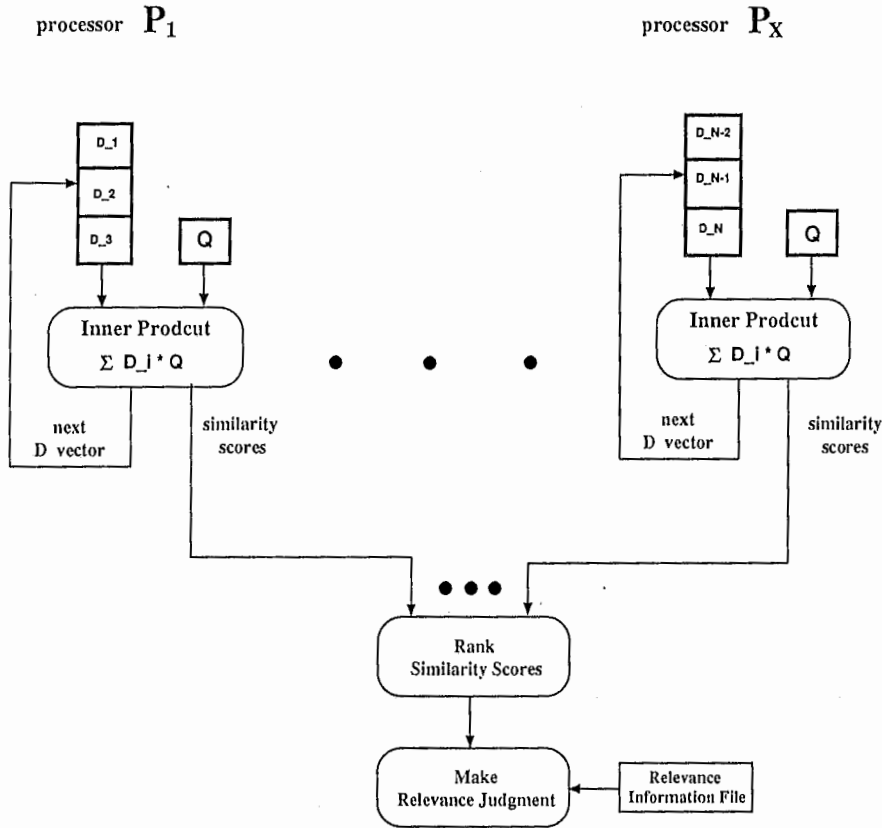 processor P1
processor PX
D_1
D_2
D_3
Q
D_N-2
D_N-1
D_N
Q
Inner Prodcut
Σ D_i * Q
Inner Prodcut
Σ D_i * Q
next
D vector
similarity
scores
next
D vector
similarity
scores
Rank
Similarity Scores
Make
Relevance Judgment
Relevance
Information File